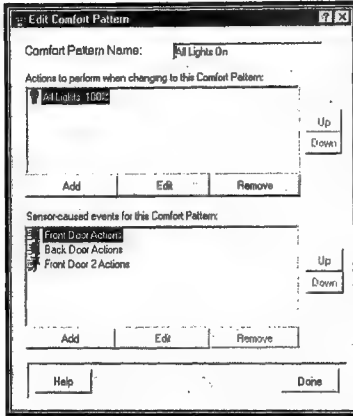 Edit Comfort Pattern
Comfort Pattern Name: All Lights On
Actions to perform when changing to this Comfort Pattern:
All Lights 100%
Up
Down
Add Edit Remove
Sensor-caused events for this Comfort Pattern:
Front Door Actions
Back Door Actions
Front Door 2 Actions
Up
Down
Add Edit Remove
Help Done